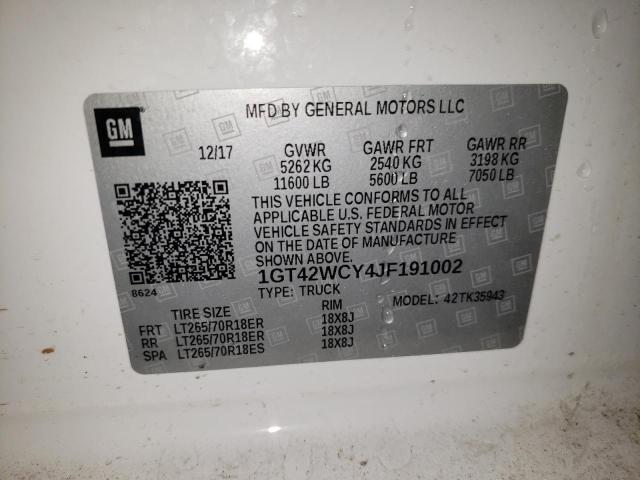 GM
MFD BY GENERAL MOTORS LLC
12/17 GVWR GAWR FRT GAWR RR
5262 KG 2540 KG 3198 KG
11600 LB 5600 LB 7050 LB
THIS VEHICLE CONFORMS TO ALL
APPLICABLE U.S. FEDERAL MOTOR
VEHICLE SAFETY STANDARDS IN EFFECT
ON THE DATE OF MANUFACTURE
SHOWN ABOVE.
8624
1GT42WCY4JF191002
TYPE: TRUCK MODEL: 42TK35943
TIRE SIZE RIM
FRT LT265/70R18ER 18X8J
RR LT265/70R18ER 18X8J
SPA LT265/70R18ES 18X8J